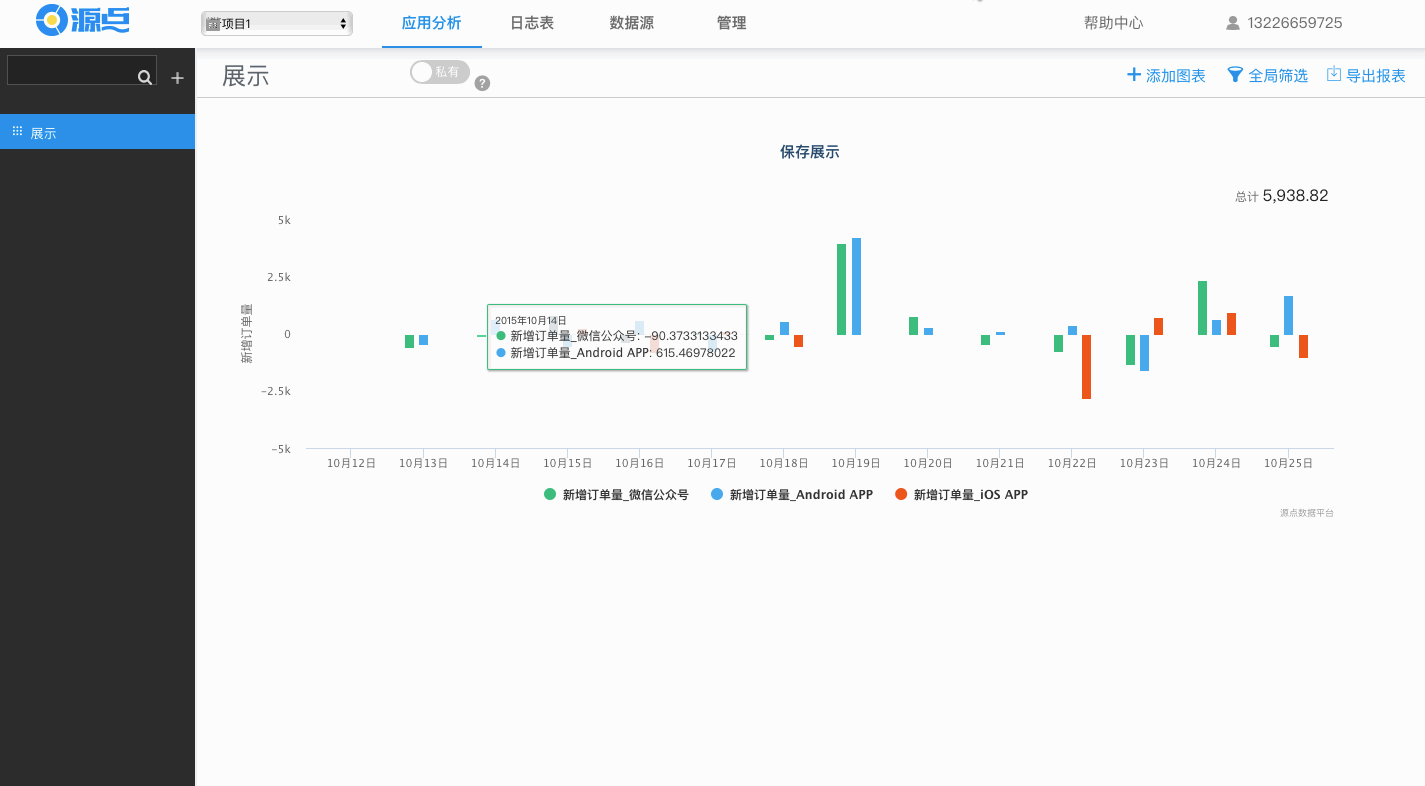 源点
项目1
应用分析
日志表
数据源
管理
帮助中心
13226659725
展示
私有
?
添加图表
全局筛选
导出报表
展示
保存展示
总计 5,938.82
新增订单量
5k
2.5k
0
−2.5k
−5k
2015年10月14日
新增订单量_微信公众号: −90.3733133433
新增订单量_Android APP: 615.46978022
10月12日
10月13日
10月14日
10月15日
10月16日
10月17日
10月18日
10月19日
10月20日
10月21日
10月22日
10月23日
10月24日
10月25日
新增订单量_微信公众号
新增订单量_Android APP
新增订单量_iOS APP
源点数据平台